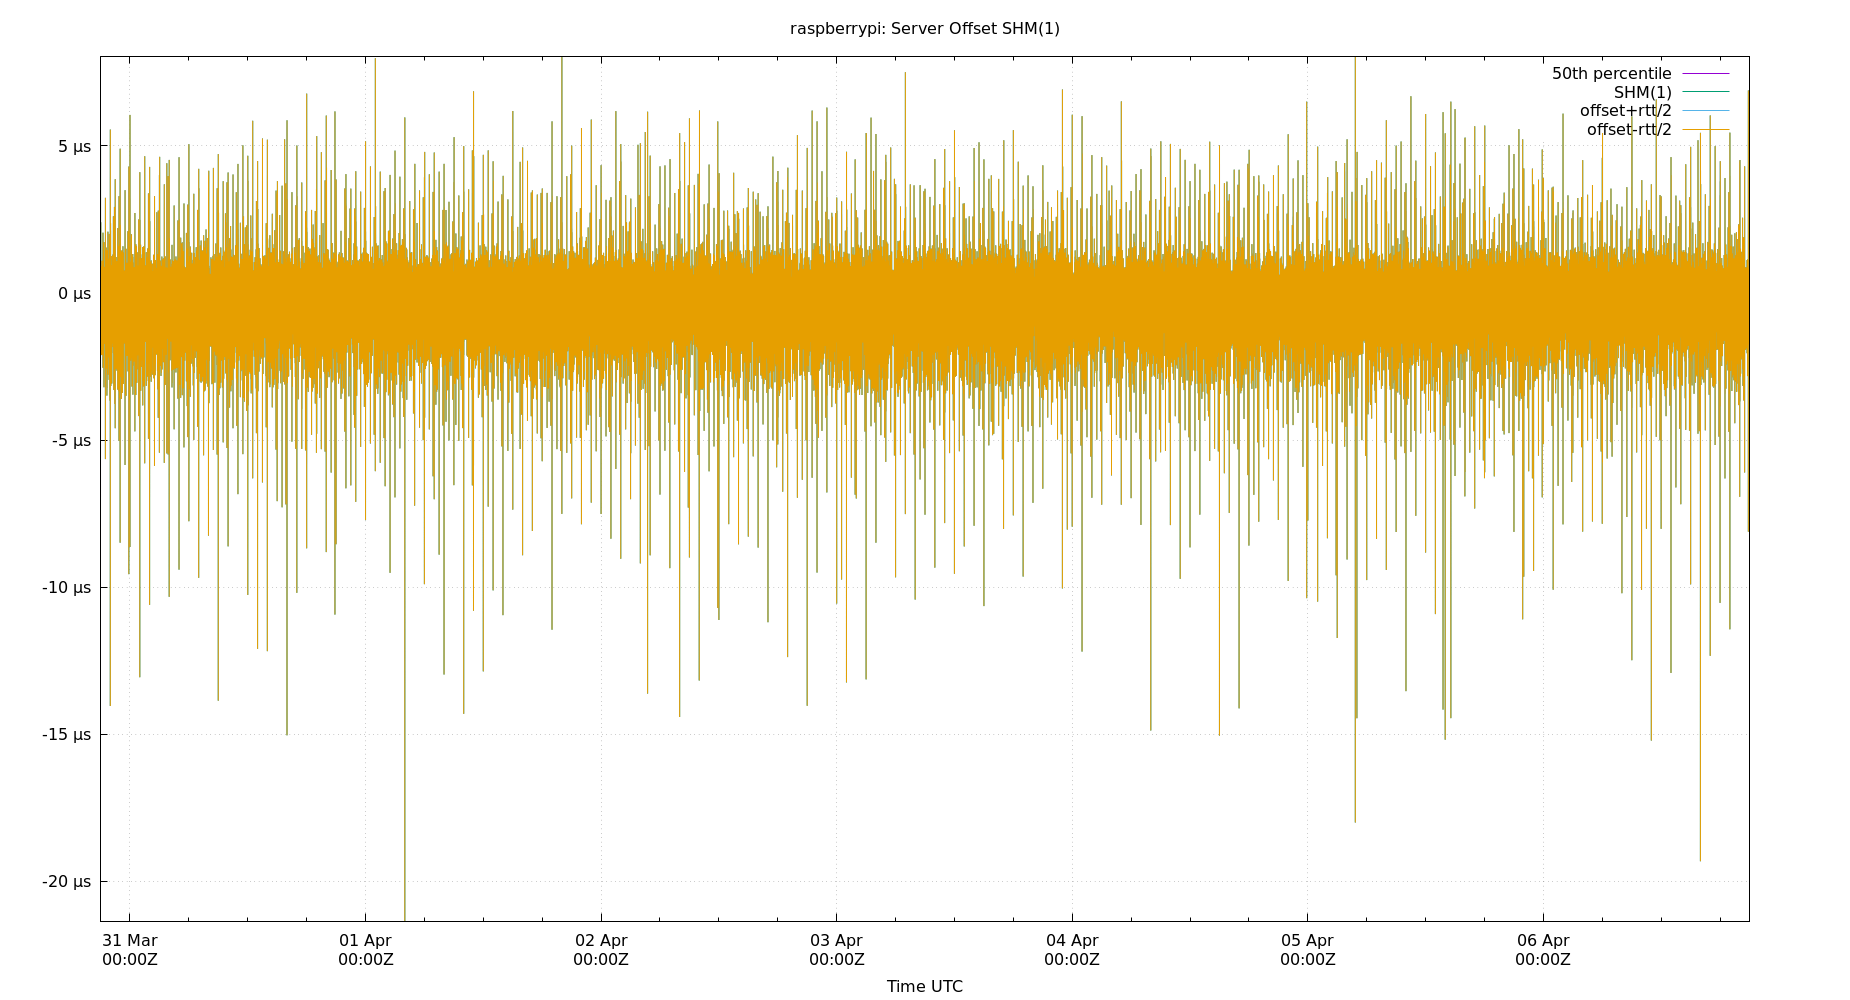 raspberrypi: Server Offset SHM(1)
50th percentile
SHM(1)
offset+rtt/2
offset-rtt/2
5 µs
0 µs
-5 µs
-10 µs
-15 µs
-20 µs
31 Mar 01 Apr 02 Apr 03 Apr 04 Apr 05 Apr 06 Apr
00:00Z 00:00Z 00:00Z 00:00Z 00:00Z 00:00Z 00:00Z
Time UTC